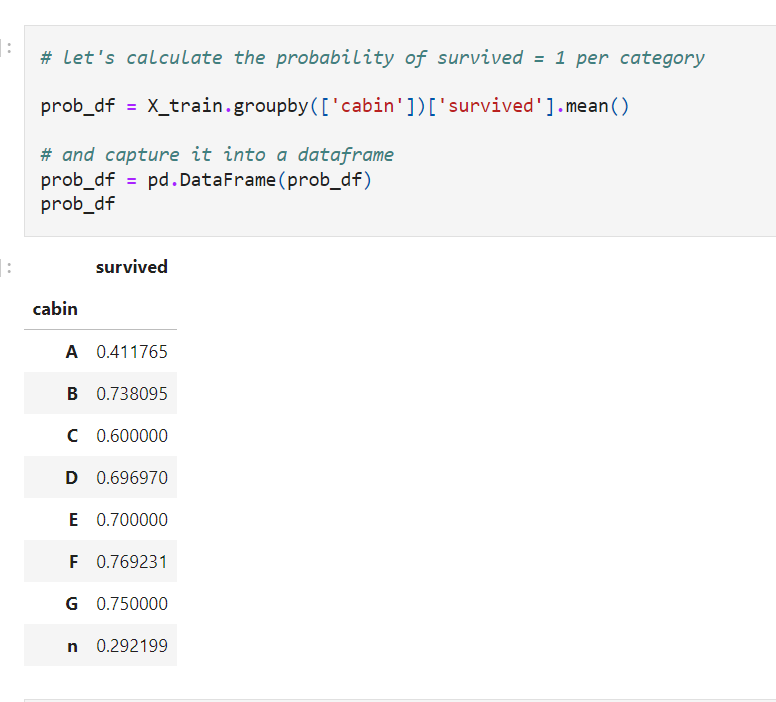 ]:
# let's calculate the probability of survived = 1 per category
prob_df = X_train.groupby(['cabin'])['survived'].mean()
# and capture it into a dataframe
prob_df = pd.DataFrame(prob_df)
prob_df
]:
survived
cabin
A 0.411765
B 0.738095
C 0.600000
D 0.696970
E 0.700000
F 0.769231
G 0.750000
n 0.292199